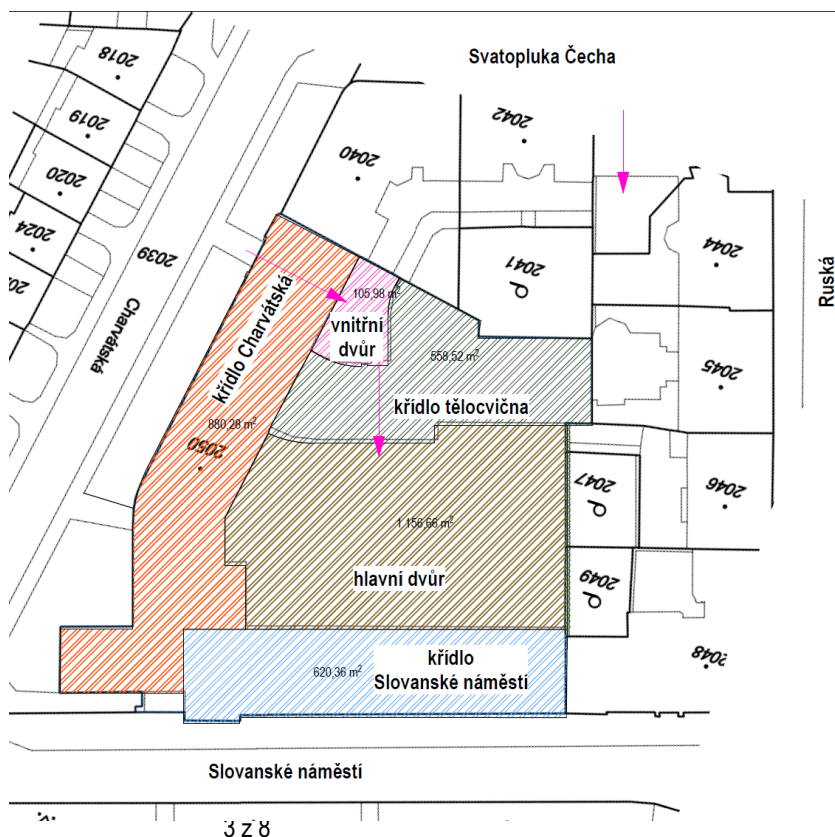 Svatopluka Čecha
2018
2042
2019
2040
2020
2024
2039
2041
2044
Ruská
105,98 m²
Charvátská
křídlo Charvátská
vnitřní
dvůr
558,52 m²
2045
křídlo tělocvična
880,28 m²
2050
2047
2046
1 156,66 m²
hlavní dvůr
2049
křídlo
Slovanské náměstí
620,36 m²
2048
Slovanské náměstí
3 z 8